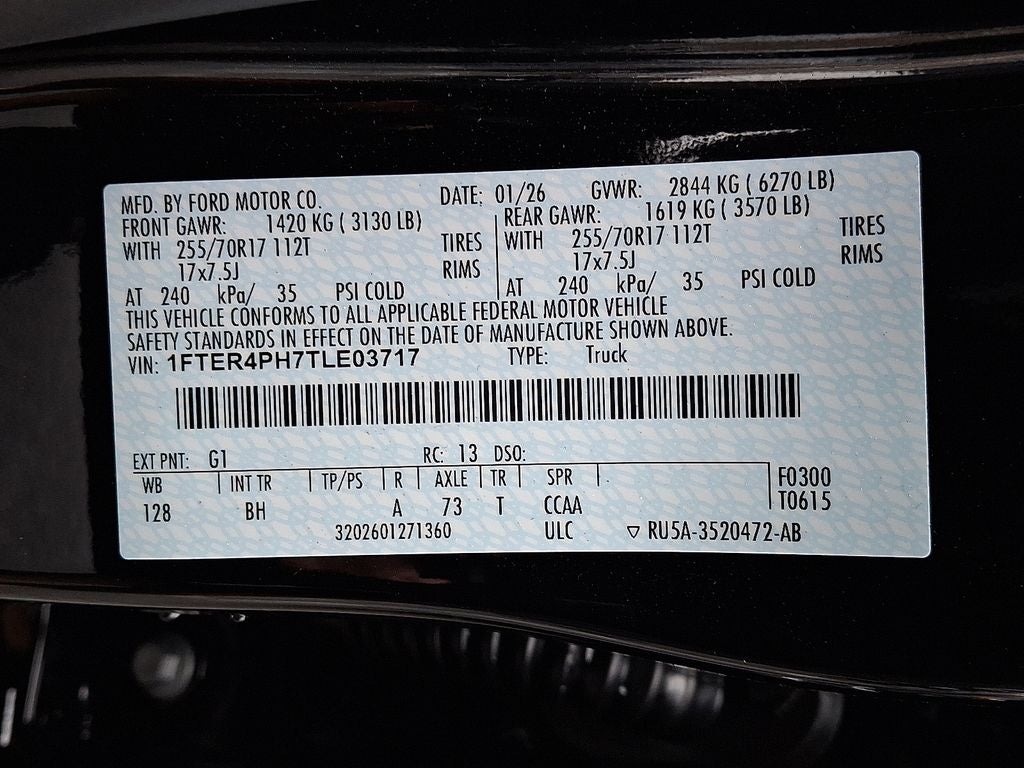 MFD. BY FORD MOTOR CO. DATE: 01/26 GVWR: 2844 KG ( 6270 LB)
FRONT GAWR: 1420 KG ( 3130 LB) REAR GAWR: 1619 KG ( 3570 LB)
WITH 255/70R17 112T TIRES WITH 255/70R17 112T TIRES
17x7.5J RIMS 17x7.5J RIMS
AT 240 kPa/ 35 PSI COLD AT 240 kPa/ 35 PSI COLD
THIS VEHICLE CONFORMS TO ALL APPLICABLE FEDERAL MOTOR VEHICLE
SAFETY STANDARDS IN EFFECT ON THE DATE OF MANUFACTURE SHOWN ABOVE.
VIN: 1FTER4PH7TLE03717 TYPE: Truck
EXT PNT: G1 RC: 13 DSO:
WB INT TR TP/PS R AXLE TR SPR F0300
128 BH A 73 T CCAA T0615
3202601271360 ULC ▽ RU5A-3520472-AB